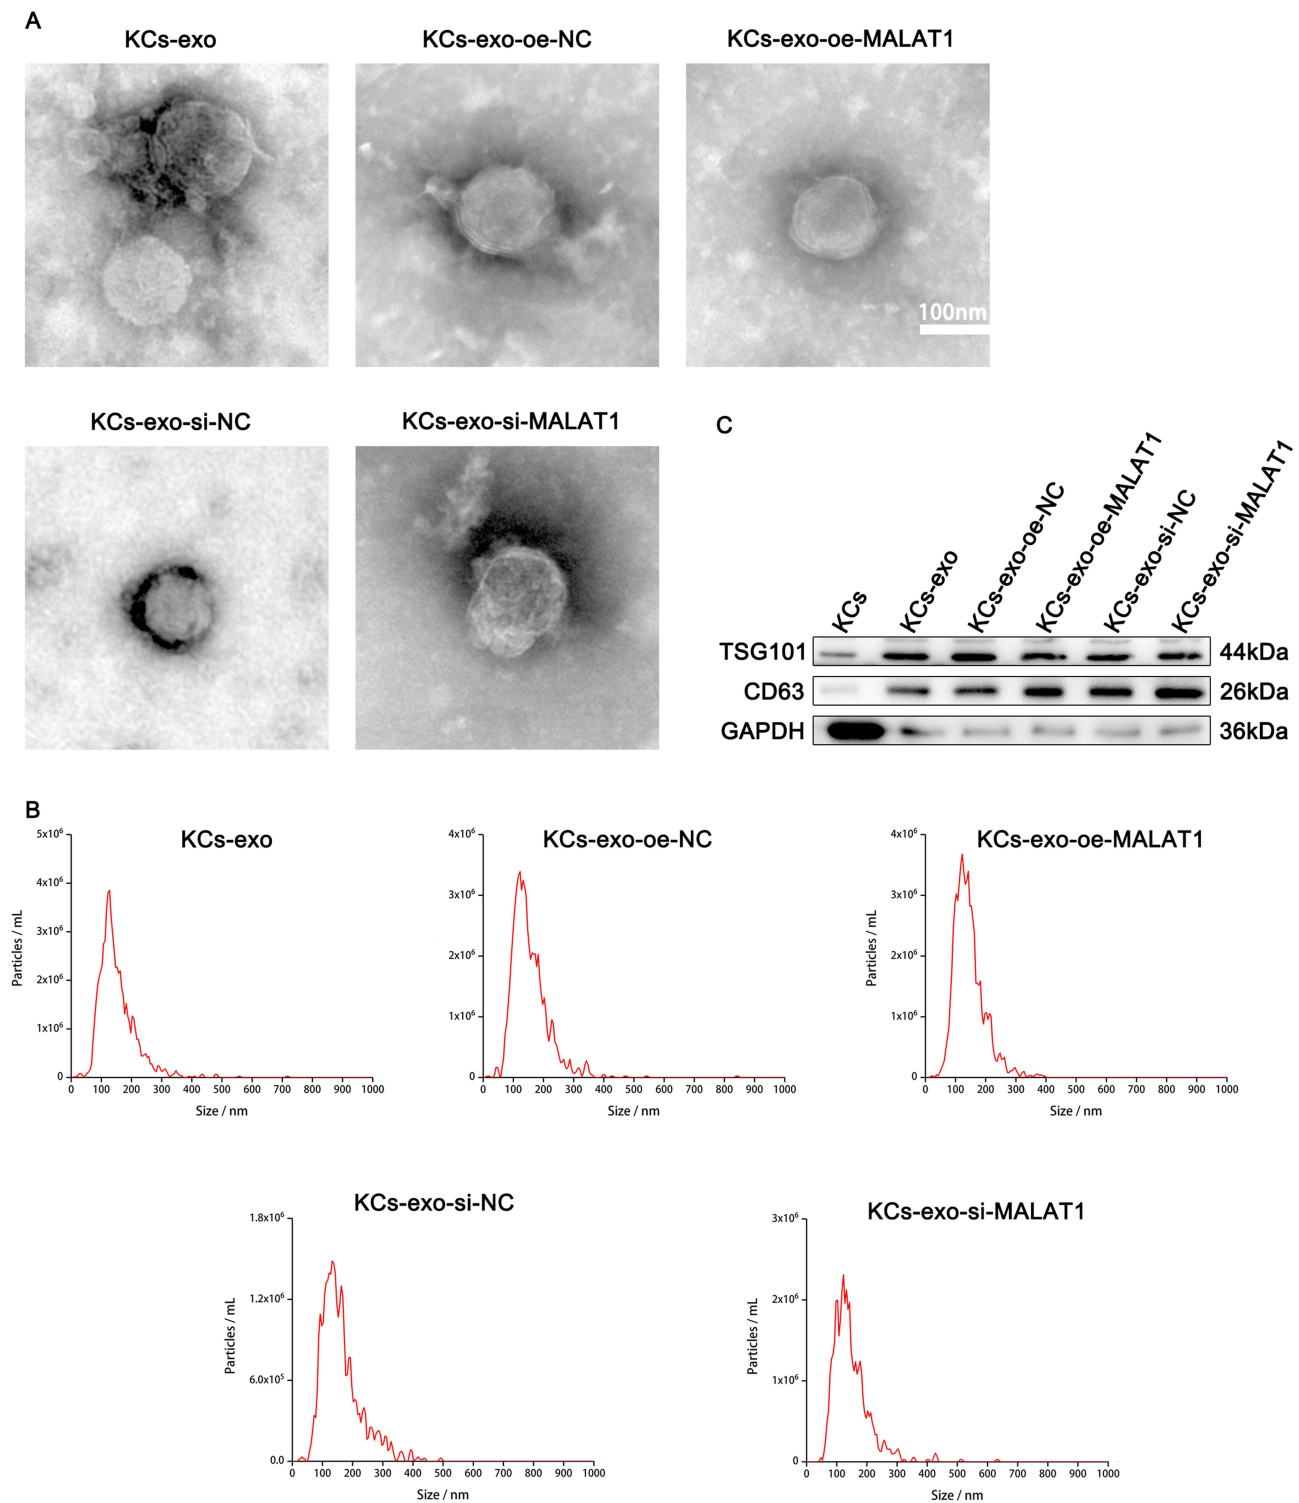 A
KCs-exo
KCs-exo-oe-NC
KCs-exo-oe-MALAT1
100nm
KCs-exo-si-NC
KCs-exo-si-MALAT1
C
KCs
KCs-exo
KCs-exo-oe-NC
KCs-exo-oe-MALAT1
KCs-exo-si-NC
KCs-exo-si-MALAT1
TSG101 44kDa
CD63 26kDa
GAPDH 36kDa
B
KCs-exo
5x10⁶
4x10⁶
3x10⁶
2x10⁶
1x10⁶
0
Particles / mL
0 100 200 300 400 500 600 700 800 900 1000
Size / nm
KCs-exo-oe-NC
4x10⁶
3x10⁶
2x10⁶
1x10⁶
0
Particles / mL
0 100 200 300 400 500 600 700 800 900 1000
Size / nm
KCs-exo-oe-MALAT1
4x10⁶
3x10⁶
2x10⁶
1x10⁶
0
Particles / mL
0 100 200 300 400 500 600 700 800 900 1000
Size / nm
KCs-exo-si-NC
1.8x10⁶
1.2x10⁶
6.0x10⁵
0.0
Particles / mL
0 100 200 300 400 500 600 700 800 900 1000
Size / nm
KCs-exo-si-MALAT1
3x10⁶
2x10⁶
1x10⁶
0
Particles / mL
0 100 200 300 400 500 600 700 800 900 1000
Size / nm